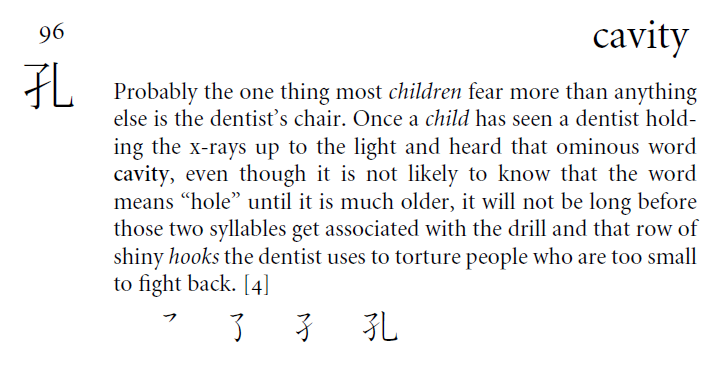 96
cavity
孔
Probably the one thing most children fear more than anything
else is the dentist’s chair. Once a child has seen a dentist hold-
ing the x-rays up to the light and heard that ominous word
cavity, even though it is not likely to know that the word
means “hole” until it is much older, it will not be long before
those two syllables get associated with the drill and that row of
shiny hooks the dentist uses to torture people who are too small
to fight back. [4]
㇇ 了 孑 孔